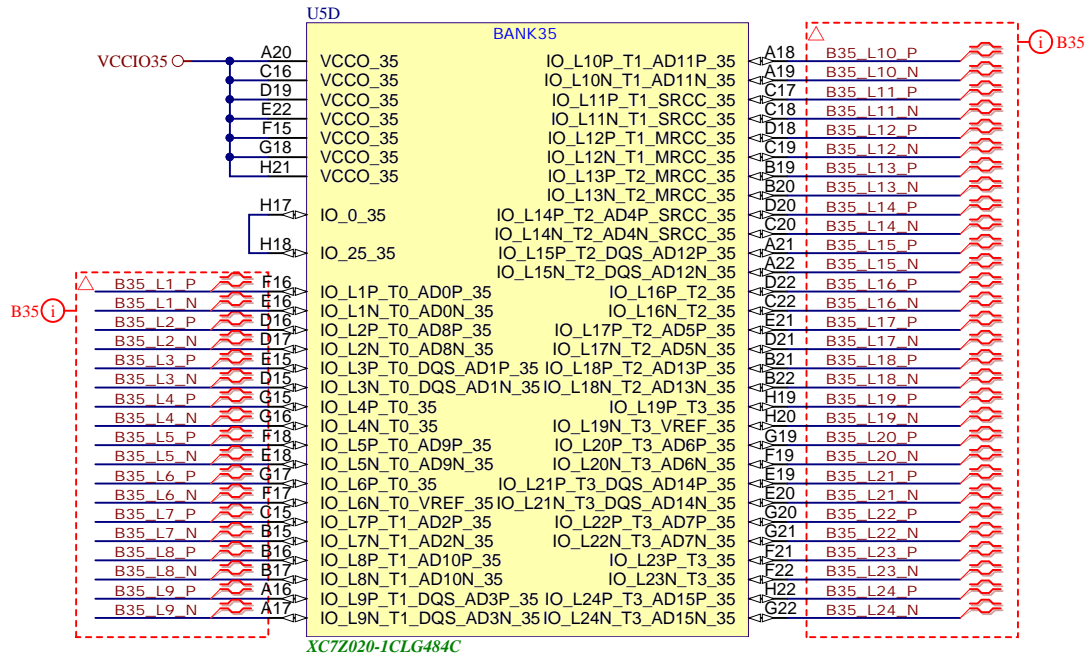 U5D
BANK35
VCCIO35
A20 VCCO_35
C16 VCCO_35
D19 VCCO_35
E22 VCCO_35
F15 VCCO_35
G18 VCCO_35
H21 VCCO_35
H17 IO_0_35
H18 IO_25_35
B35
B35_L1_P F16 IO_L1P_T0_AD0P_35
B35_L1_N E16 IO_L1N_T0_AD0N_35
B35_L2_P D16 IO_L2P_T0_AD8P_35
B35_L2_N D17 IO_L2N_T0_AD8N_35
B35_L3_P E15 IO_L3P_T0_DQS_AD1P_35
B35_L3_N D15 IO_L3N_T0_DQS_AD1N_35
B35_L4_P G15 IO_L4P_T0_35
B35_L4_N G16 IO_L4N_T0_35
B35_L5_P F18 IO_L5P_T0_AD9P_35
B35_L5_N E18 IO_L5N_T0_AD9N_35
B35_L6_P G17 IO_L6P_T0_35
B35_L6_N F17 IO_L6N_T0_VREF_35
B35_L7_P C15 IO_L7P_T1_AD2P_35
B35_L7_N B15 IO_L7N_T1_AD2N_35
B35_L8_P B16 IO_L8P_T1_AD10P_35
B35_L8_N B17 IO_L8N_T1_AD10N_35
B35_L9_P A16 IO_L9P_T1_DQS_AD3P_35
B35_L9_N A17 IO_L9N_T1_DQS_AD3N_35
IO_L10P_T1_AD11P_35 A18 B35_L10_P
IO_L10N_T1_AD11N_35 A19 B35_L10_N
IO_L11P_T1_SRCC_35 C17 B35_L11_P
IO_L11N_T1_SRCC_35 C18 B35_L11_N
IO_L12P_T1_MRCC_35 D18 B35_L12_P
IO_L12N_T1_MRCC_35 C19 B35_L12_N
IO_L13P_T2_MRCC_35 B19 B35_L13_P
IO_L13N_T2_MRCC_35 B20 B35_L13_N
IO_L14P_T2_AD4P_SRCC_35 D20 B35_L14_P
IO_L14N_T2_AD4N_SRCC_35 C20 B35_L14_N
IO_L15P_T2_DQS_AD12P_35 A21 B35_L15_P
IO_L15N_T2_DQS_AD12N_35 A22 B35_L15_N
IO_L16P_T2_35 D22 B35_L16_P
IO_L16N_T2_35 C22 B35_L16_N
IO_L17P_T2_AD5P_35 E21 B35_L17_P
IO_L17N_T2_AD5N_35 D21 B35_L17_N
IO_L18P_T2_AD13P_35 B21 B35_L18_P
IO_L18N_T2_AD13N_35 B22 B35_L18_N
IO_L19P_T3_35 H19 B35_L19_P
IO_L19N_T3_VREF_35 H20 B35_L19_N
IO_L20P_T3_AD6P_35 G19 B35_L20_P
IO_L20N_T3_AD6N_35 F19 B35_L20_N
IO_L21P_T3_DQS_AD14P_35 E19 B35_L21_P
IO_L21N_T3_DQS_AD14N_35 E20 B35_L21_N
IO_L22P_T3_AD7P_35 G20 B35_L22_P
IO_L22N_T3_AD7N_35 G21 B35_L22_N
IO_L23P_T3_35 F21 B35_L23_P
IO_L23N_T3_35 F22 B35_L23_N
IO_L24P_T3_AD15P_35 H22 B35_L24_P
IO_L24N_T3_AD15N_35 G22 B35_L24_N
i B35
i
XC7Z020-1CLG484C